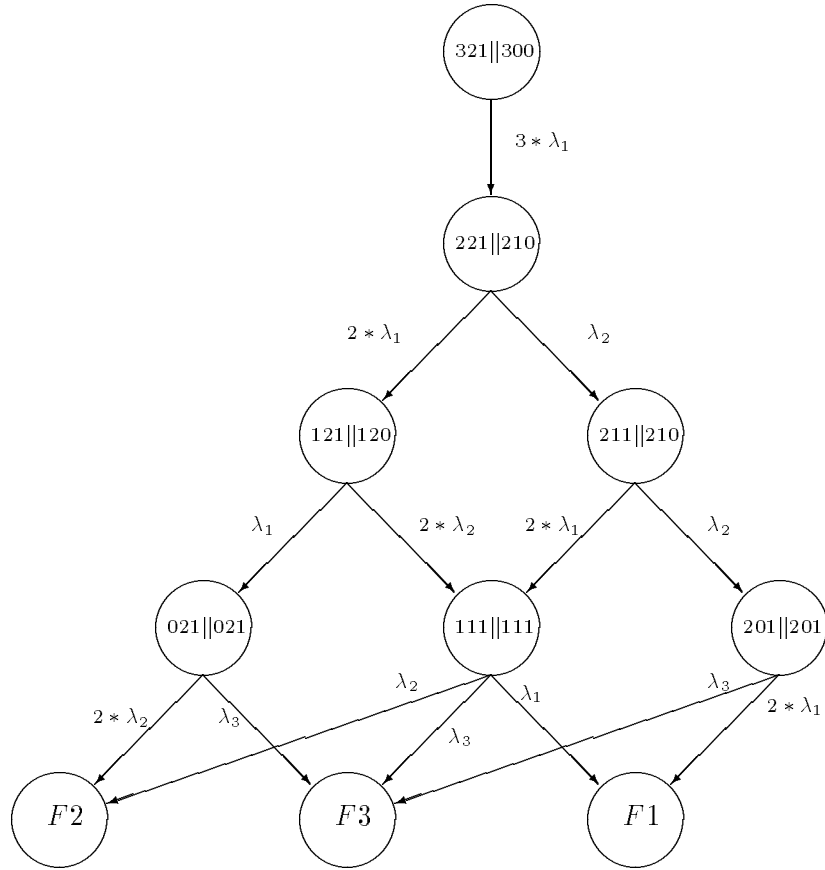 321||300
3 * λ₁
221||210
2 * λ₁
λ₂
121||120
211||210
λ₁
2 * λ₂
2 * λ₁
λ₂
021||021
111||111
201||201
2 * λ₂
λ₃
λ₂
λ₃
λ₁
λ₃
2 * λ₁
F2
F3
F1